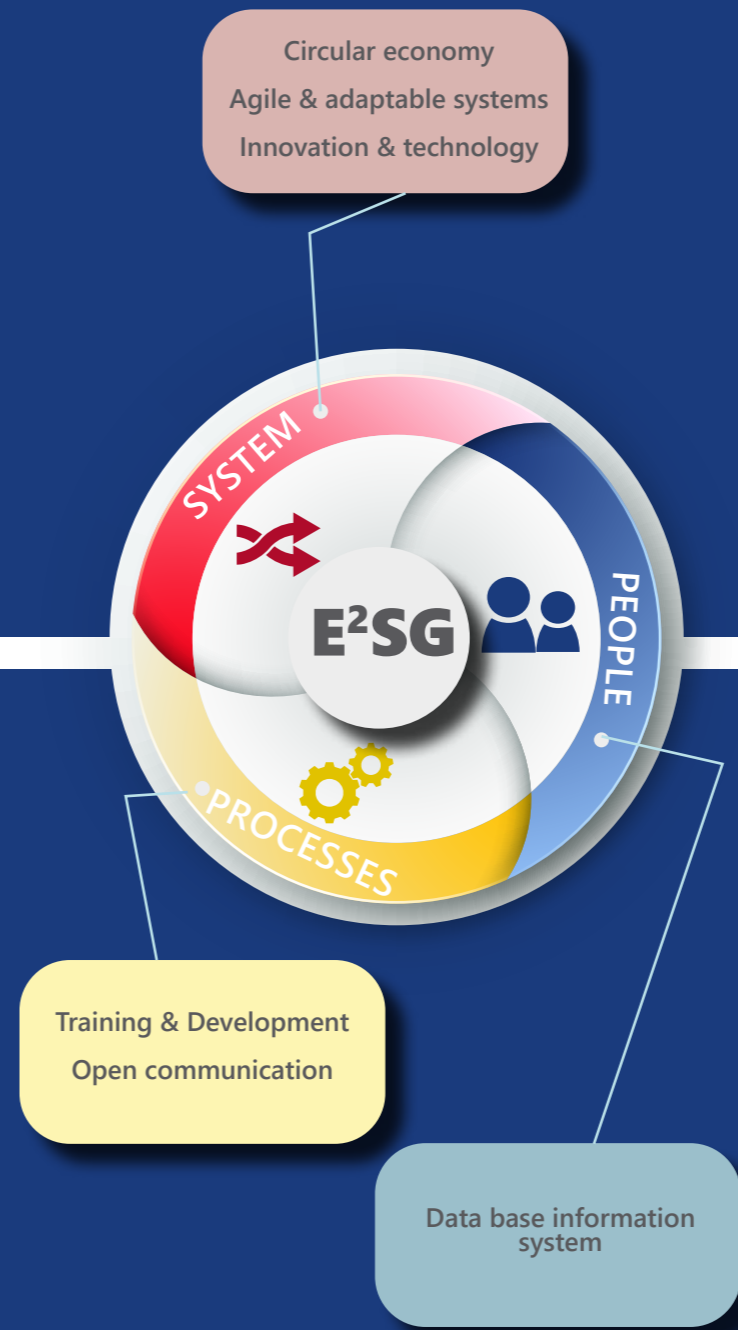 Circular economy
Agile & adaptable systems
Innovation & technology
SYSTEM
PEOPLE
E²SG
PROCESSES
Training & Development
Open communication
Data base information
system